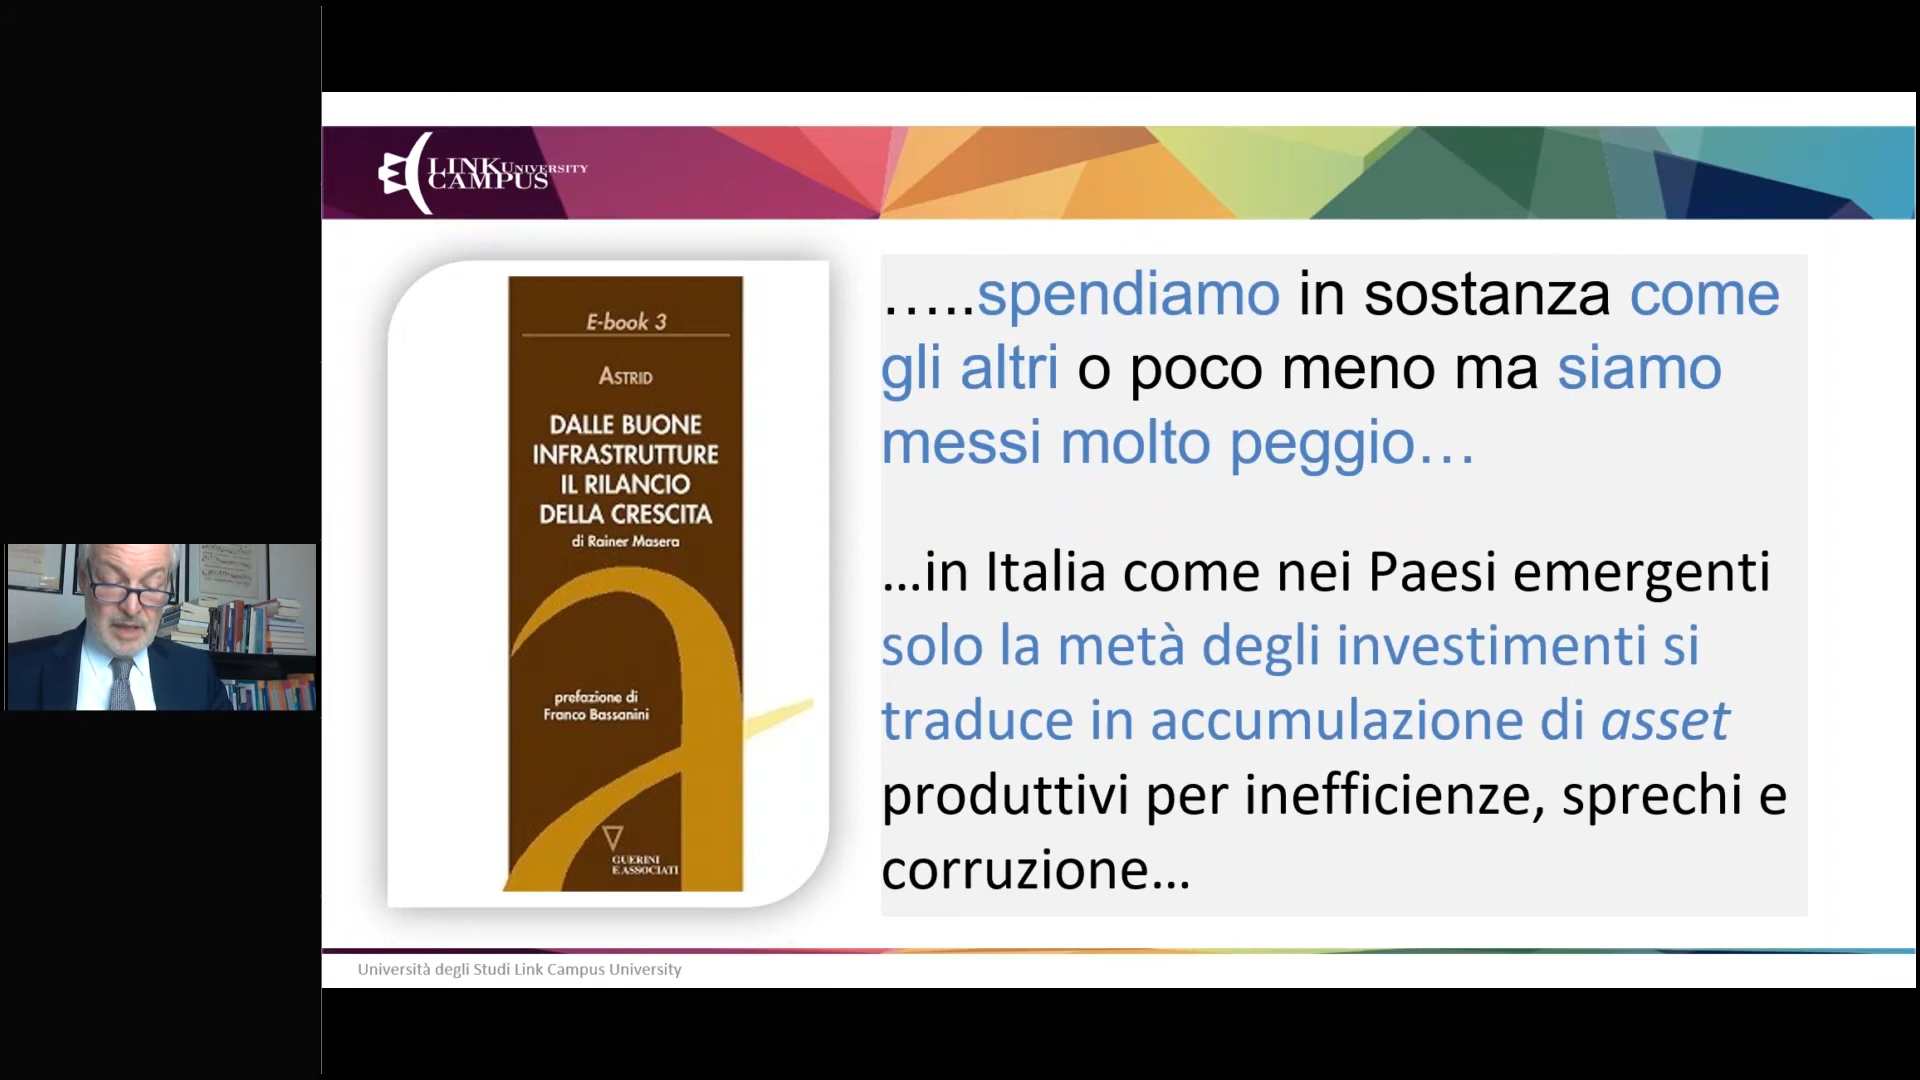 LINK UNIVERSITY
CAMPUS
E-book 3
ASTRID
DALLE BUONE
INFRASTRUTTURE
IL RILANCIO
DELLA CRESCITA
di Rainer Masera
prefazione di
Franco Bassanini
GUERINI
E ASSOCIATI
…..spendiamo in sostanza come
gli altri o poco meno ma siamo
messi molto peggio…
…in Italia come nei Paesi emergenti
solo la metà degli investimenti si
traduce in accumulazione di asset
produttivi per inefficienze, sprechi e
corruzione…
Università degli Studi Link Campus University